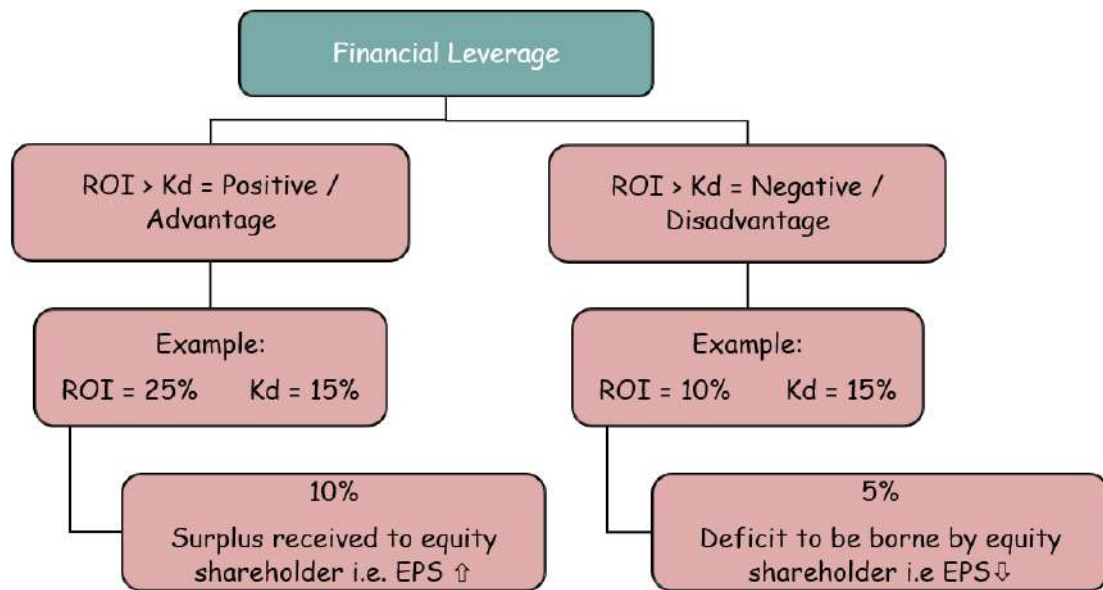 Financial Leverage
ROI > Kd = Positive /
Advantage
ROI > Kd = Negative /
Disadvantage
Example:
ROI = 25% Kd = 15%
Example:
ROI = 10% Kd = 15%
10%
Surplus received to equity
shareholder i.e. EPS ⇧
5%
Deficit to be borne by equity
shareholder i.e EPS⇩